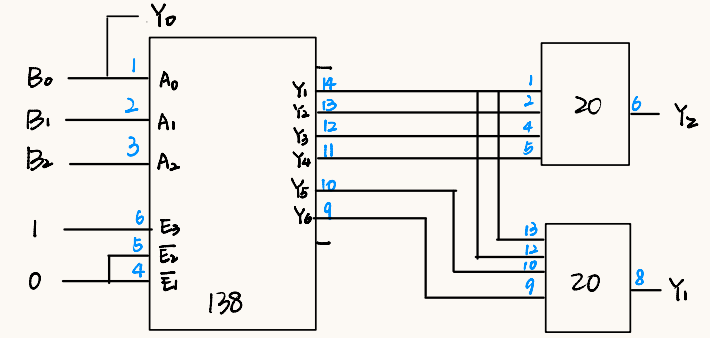 Y0
B0 1 A0 Y1 14 1 20 6 Y2
B1 2 A1 Y2 13 2
B2 3 A2 Y3 12 4
Y4 11 5
Y5 10
1 6 E3 Y6 9 13
5 E2 12
0 4 E1 10 20 8 Y1
138 9